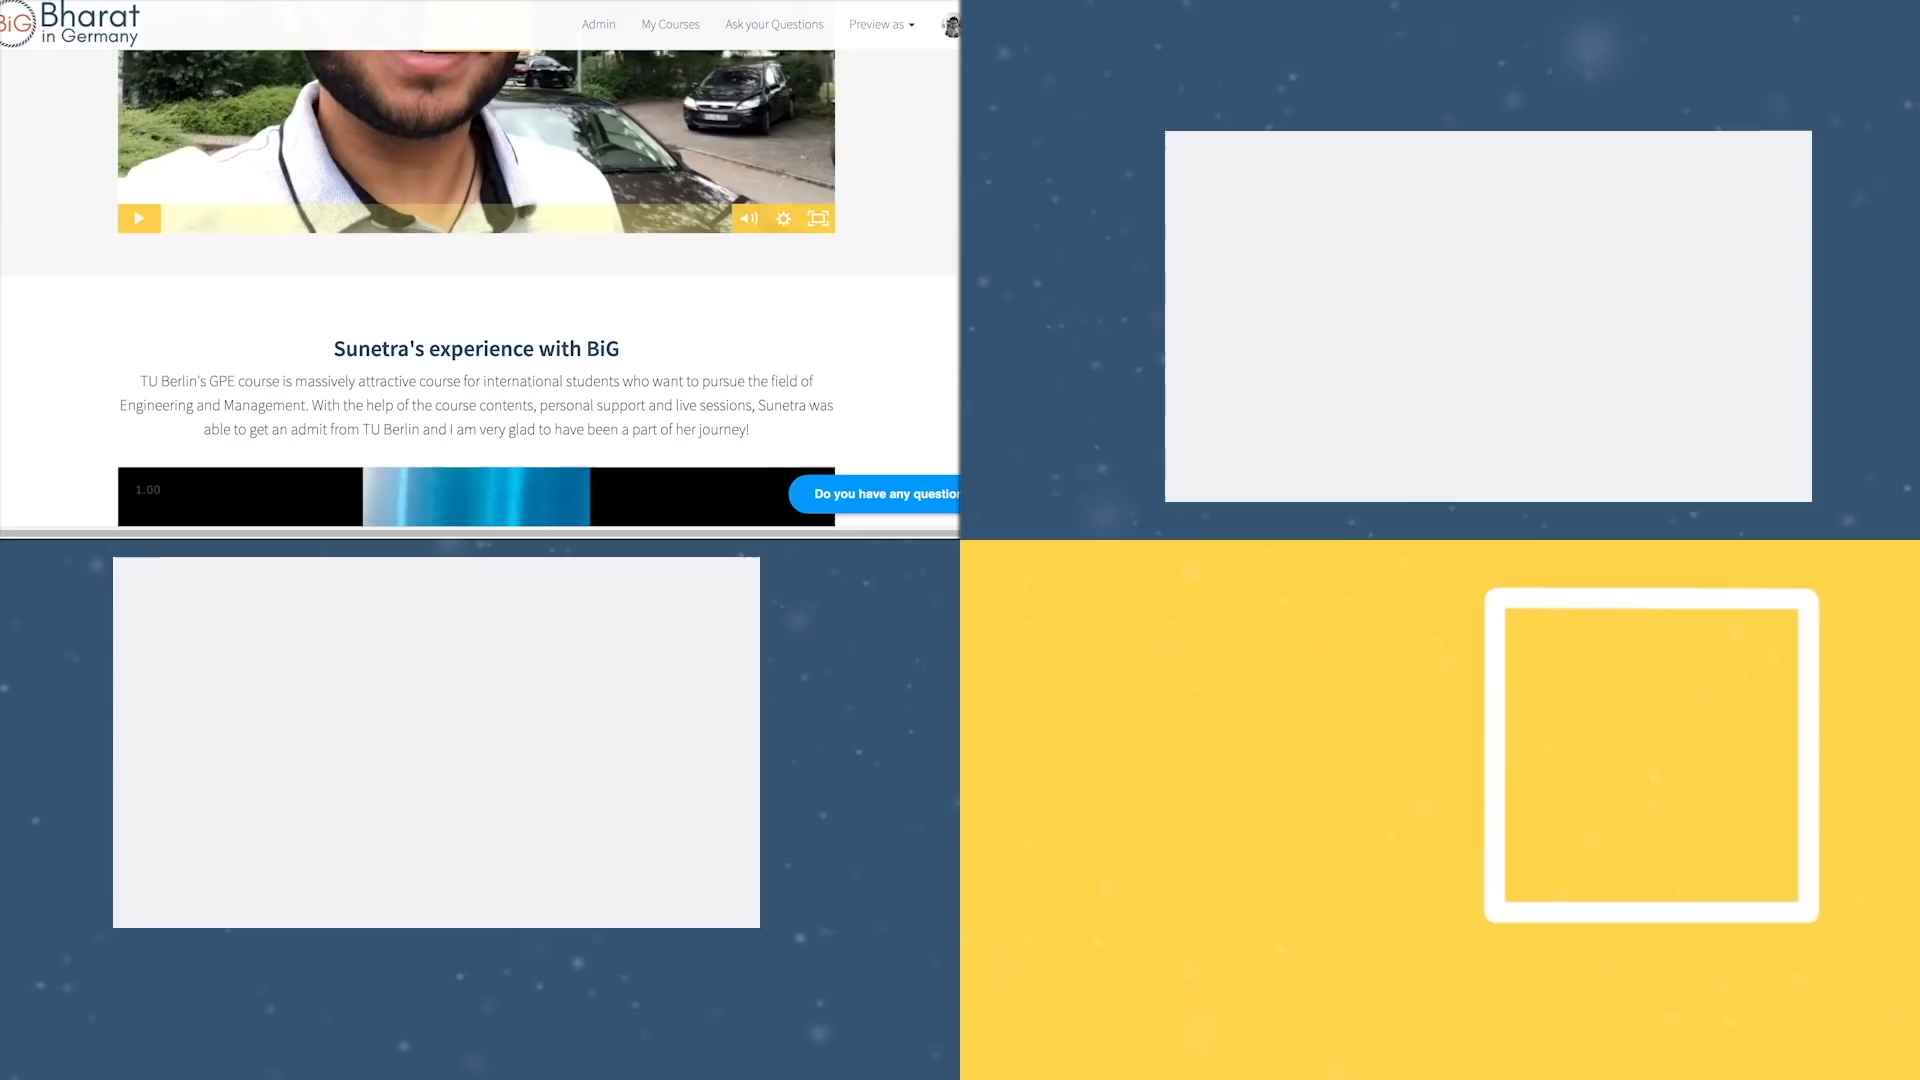 BiG Bharat
in Germany
Admin My Courses Ask your Questions Preview as
Sunetra's experience with BiG
TU Berlin's GPE course is massively attractive course for international students who want to pursue the field of
Engineering and Management. With the help of the course contents, personal support and live sessions, Sunetra was
able to get an admit from TU Berlin and I am very glad to have been a part of her journey!
1.00
Do you have any question